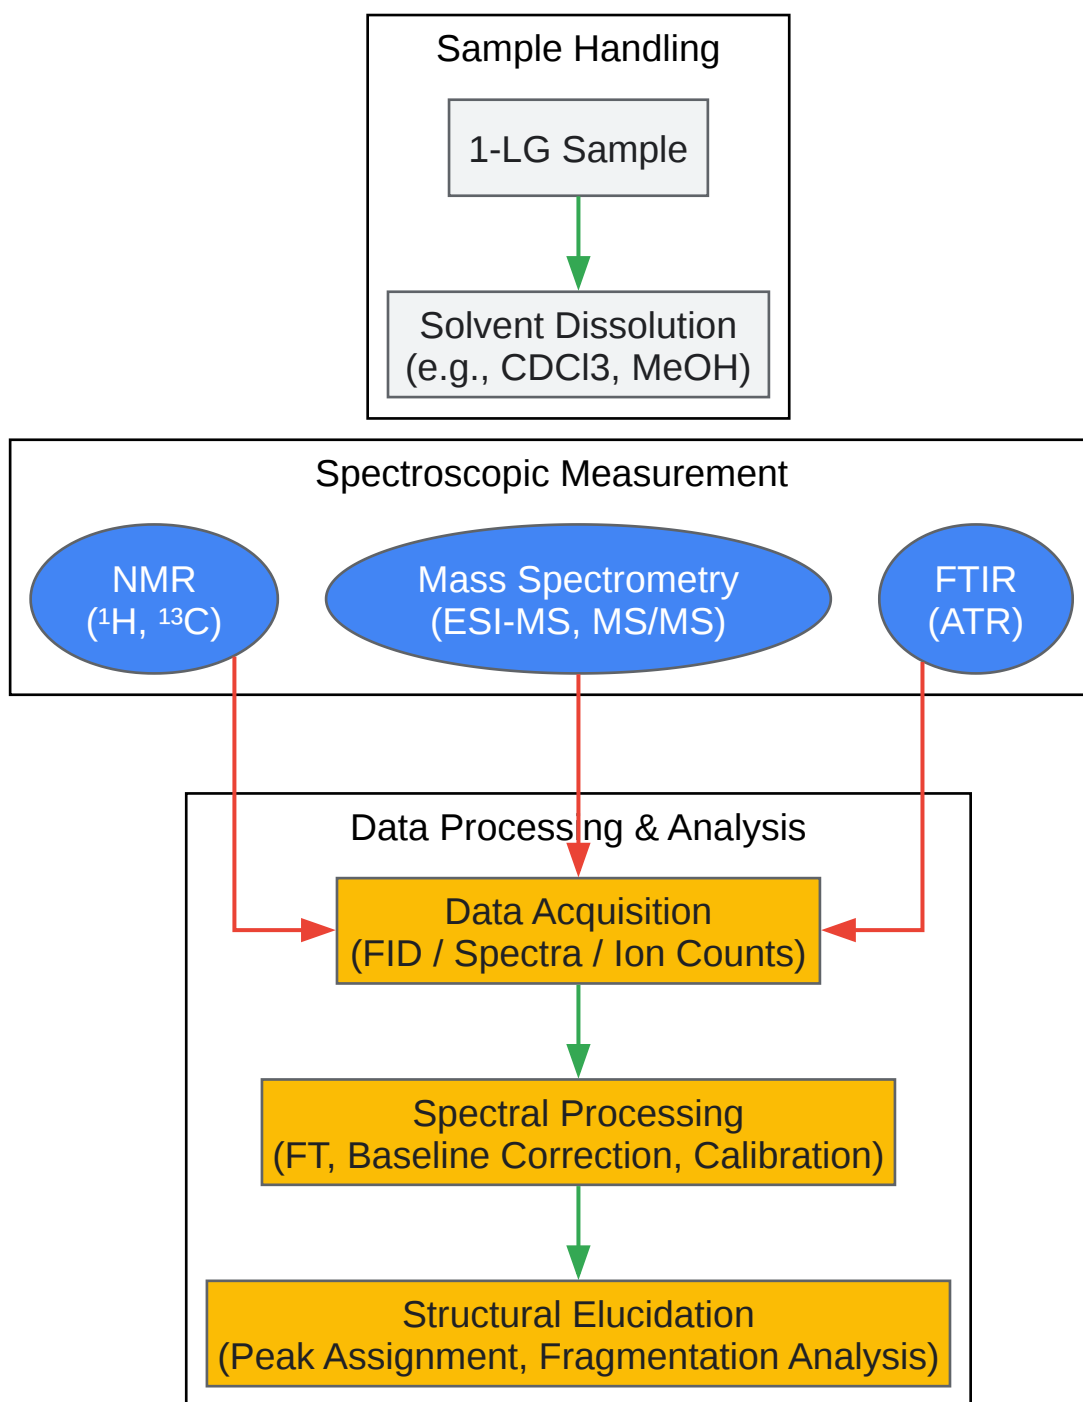 Sample Handling
1-LG Sample
Solvent Dissolution
(e.g., CDCl3, MeOH)
Spectroscopic Measurement
NMR
(¹H, ¹³C)
Mass Spectrometry
(ESI-MS, MS/MS)
FTIR
(ATR)
Data Processing & Analysis
Data Acquisition
(FID / Spectra / Ion Counts)
Spectral Processing
(FT, Baseline Correction, Calibration)
Structural Elucidation
(Peak Assignment, Fragmentation Analysis)